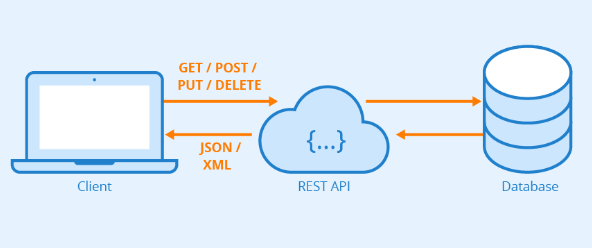 GET / POST /
PUT / DELETE
JSON /
XML
{...}
Client
REST API
Database